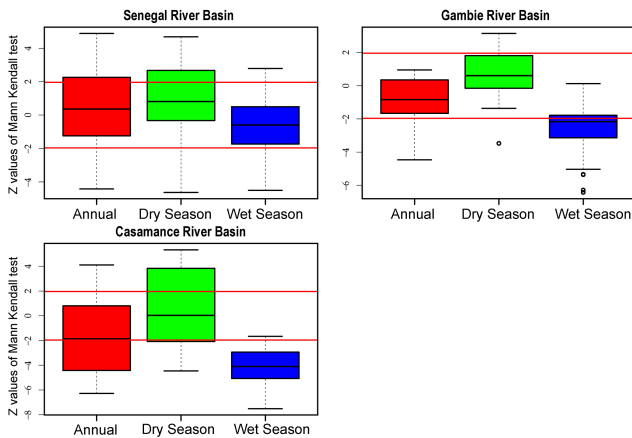 Senegal River Basin
Z values of Mann Kendall test
4
2
0
-2
-4
Annual Dry Season Wet Season
Gambie River Basin
2
0
-2
-4
-6
Annual Dry Season Wet Season
Casamance River Basin
Z values of Mann Kendall test
4
2
0
-2
-4
-6
-8
Annual Dry Season Wet Season